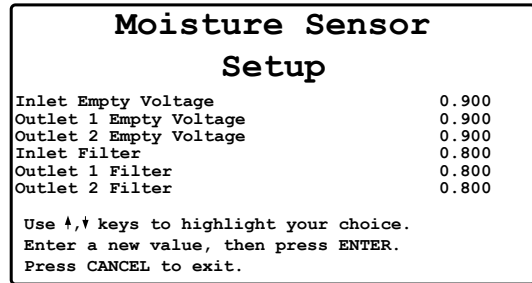 Moisture Sensor
Setup
Inlet Empty Voltage 0.900
Outlet 1 Empty Voltage 0.900
Outlet 2 Empty Voltage 0.900
Inlet Filter 0.800
Outlet 1 Filter 0.800
Outlet 2 Filter 0.800
Use ↑,↓ keys to highlight your choice.
Enter a new value, then press ENTER.
Press CANCEL to exit.